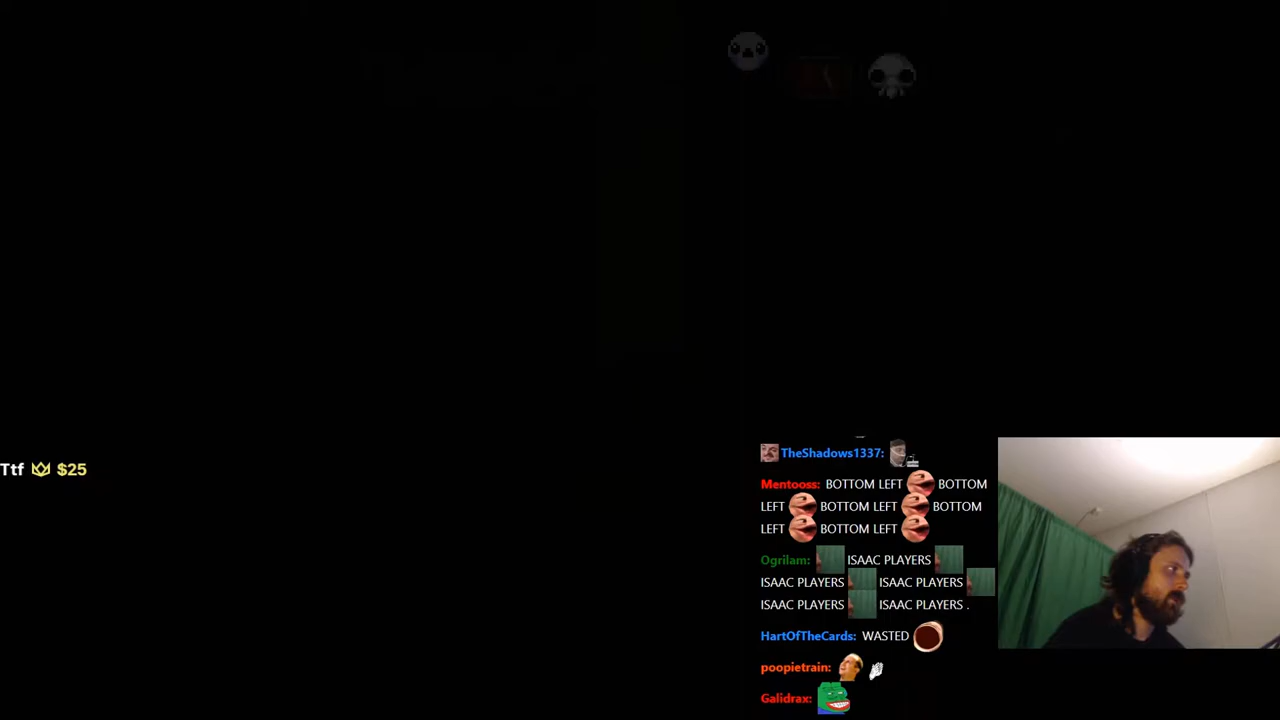 Ttf $25
TheShadows1337:
Mentooss: BOTTOM LEFT BOTTOM
LEFT BOTTOM LEFT BOTTOM
LEFT BOTTOM LEFT
Ogrilam: ISAAC PLAYERS
ISAAC PLAYERS ISAAC PLAYERS
ISAAC PLAYERS ISAAC PLAYERS .
HartOfTheCards: WASTED
poopietrain:
Galidrax: